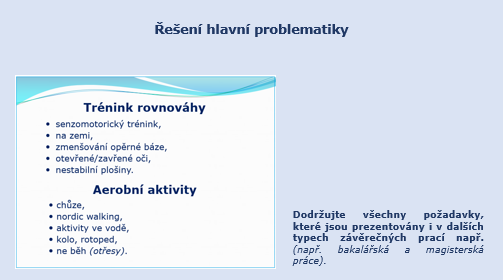 Řešení hlavní problematiky
Trénink rovnováhy
• senzomotorický trénink,
• na zemi,
• zmenšování opěrné báze,
• otevřené/zavřené oči,
• nestabilní plošiny.
Aerobní aktivity
• chůze,
• nordic walking,
• aktivity ve vodě,
• kolo, rotoped,
• ne běh (otřesy).
Dodržujte všechny požadavky,
které jsou prezentovány i v dalších
typech závěrečných prací např.
(např. bakalářská a magisterská
práce).